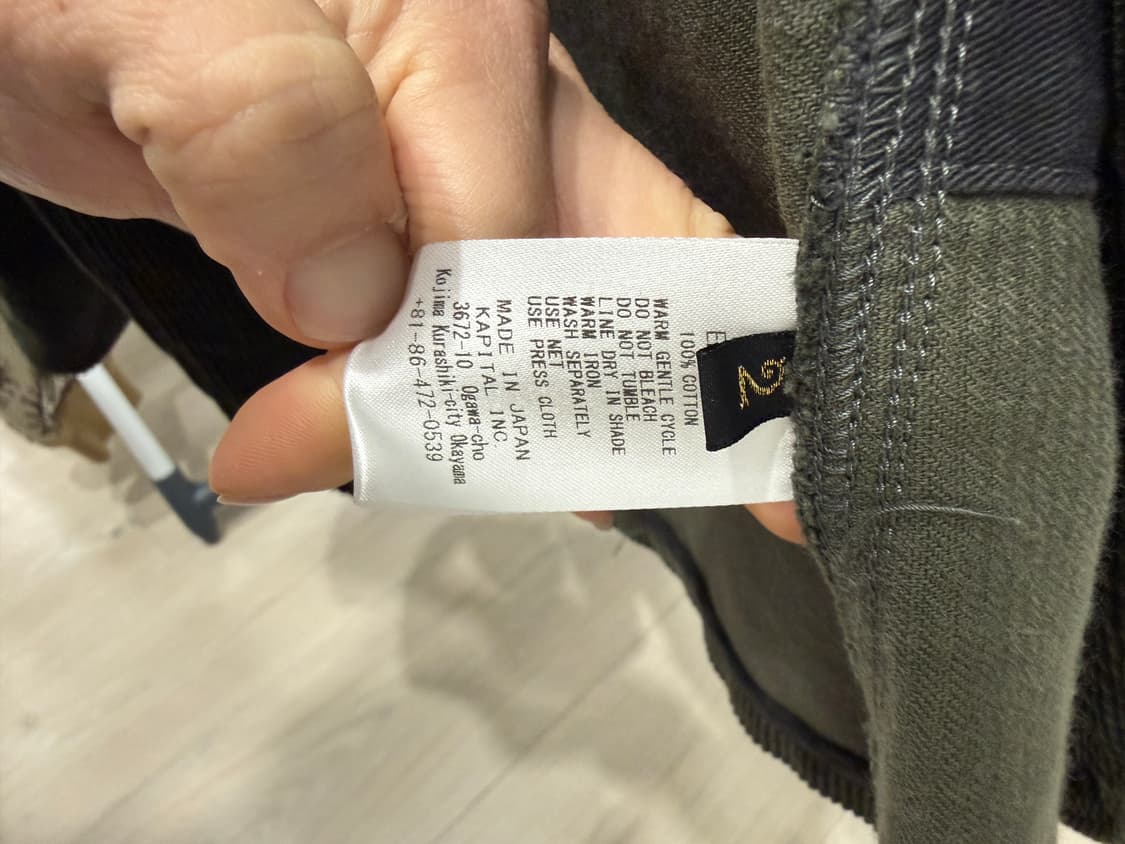 2
100% COTTON
WARM GENTLE CYCLE
DO NOT BLEACH
DO NOT TUMBLE
LINE DRY IN SHADE
WARM IRON
WASH SEPARATELY
USE NET
USE PRESS CLOTH
MADE IN JAPAN
KAPITAL INC.
3672-10 Ogawa-cho
Kojima Kurashiki-city Okayama
+81-86-472-0539